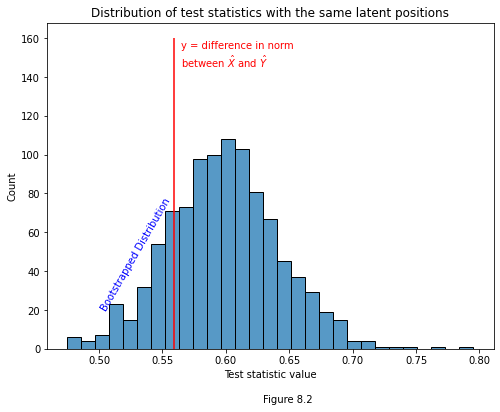 Distribution of test statistics with the same latent positions
160
140
120
100
80
60
40
20
0
Count
y = difference in norm
between X̂ and Ŷ
Bootstrapped Distribution
0.50 0.55 0.60 0.65 0.70 0.75 0.80
Test statistic value
Figure 8.2